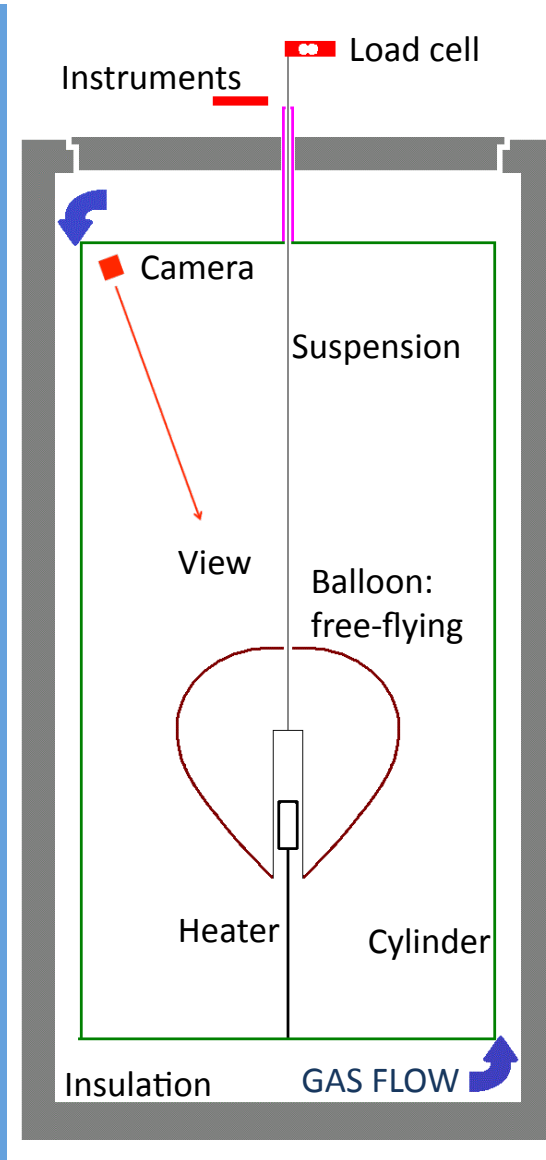 Load cell
Instruments
Camera
Suspension
View
Balloon:
free-flying
Heater
Cylinder
Insulation
GAS FLOW